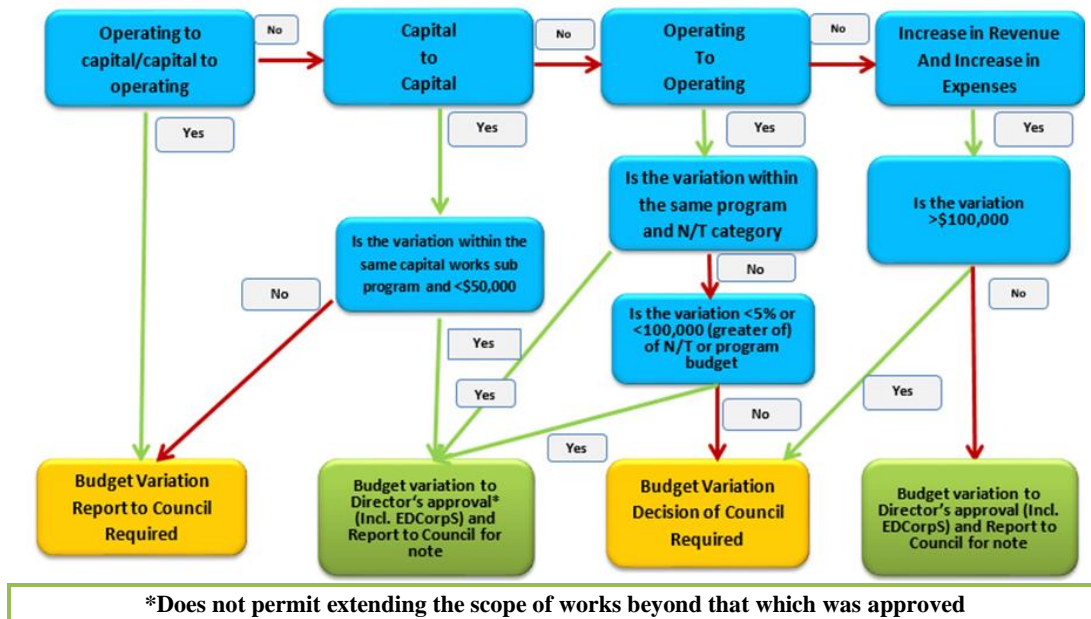 Operating to
capital/capital to
operating
No
Capital
to
Capital
No
Operating
To
Operating
No
Increase in Revenue
And Increase in
Expenses
Yes
Yes
Yes
Yes
Is the variation within
the same program
and N/T category
Is the variation
>$100,000
Is the variation within the
same capital works sub
program and <$50,000
No
No
No
Is the variation <5% or
<100,000 (greater of)
of N/T or program
budget
Yes
Yes
Yes
No
Yes
Budget Variation
Report to Council
Required
Budget variation to
Director's approval*
(Incl. EDCorpS) and
Report to Council for
note
Budget Variation
Decision of Council
Required
Budget variation to
Director's approval (Incl.
EDCorpS) and Report to
Council for note
*Does not permit extending the scope of works beyond that which was approved